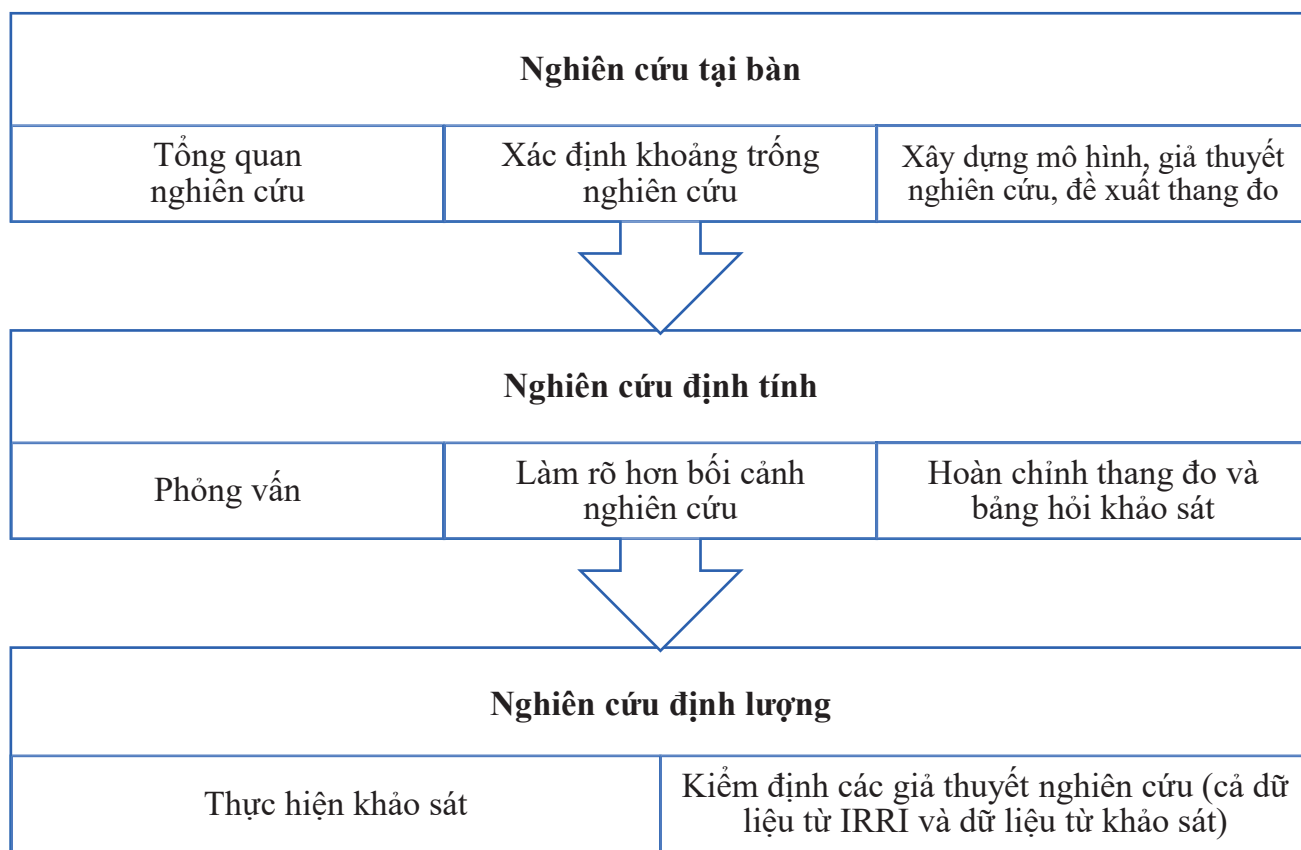 Nghiên cứu tại bàn
Tổng quan
nghiên cứu
Xác định khoảng trống
nghiên cứu
Xây dựng mô hình, giả thuyết
nghiên cứu, đề xuất thang đo
Nghiên cứu định tính
Phỏng vấn
Làm rõ hơn bối cảnh
nghiên cứu
Hoàn chỉnh thang đo và
bảng hỏi khảo sát
Nghiên cứu định lượng
Thực hiện khảo sát
Kiểm định các giả thuyết nghiên cứu (cả dữ
liệu từ IRRI và dữ liệu từ khảo sát)